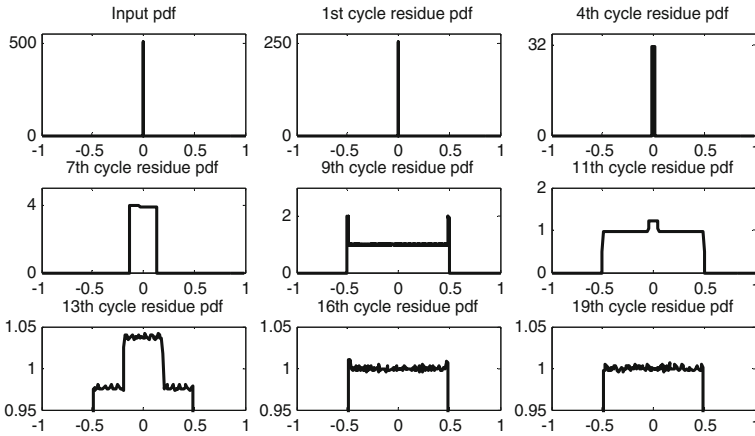 Input pdf
1st cycle residue pdf
4th cycle residue pdf
500
0
-1 -0.5 0 0.5 1
250
0
-1 -0.5 0 0.5 1
32
0
-1 -0.5 0 0.5 1
7th cycle residue pdf
9th cycle residue pdf
11th cycle residue pdf
4
0
-1 -0.5 0 0.5 1
2
0
-1 -0.5 0 0.5 1
2
1
0
-1 -0.5 0 0.5 1
13th cycle residue pdf
16th cycle residue pdf
19th cycle residue pdf
1.05
1
0.95
-1 -0.5 0 0.5 1
1.05
1
0.95
-1 -0.5 0 0.5 1
1.05
1
0.95
-1 -0.5 0 0.5 1